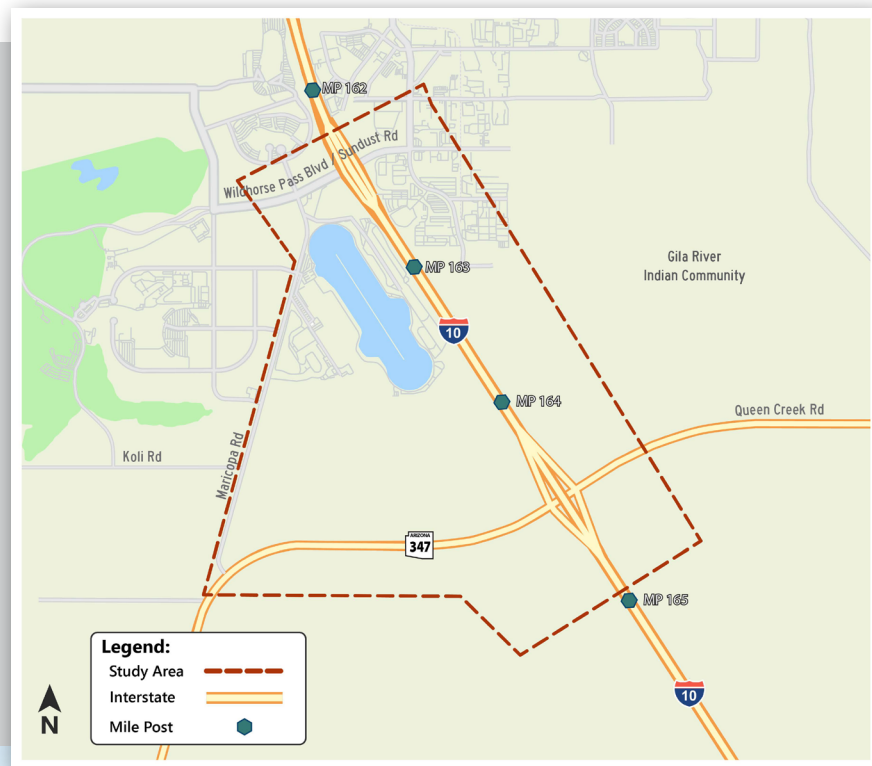 MP 162
Wildhorse Pass Blvd / Sundust Rd
MP 163
Gila River
Indian Community
10
MP 164
Queen Creek Rd
Koli Rd
Maricopa Rd
ARIZONA
347
MP 165
10
Legend:
Study Area
Interstate
Mile Post
N